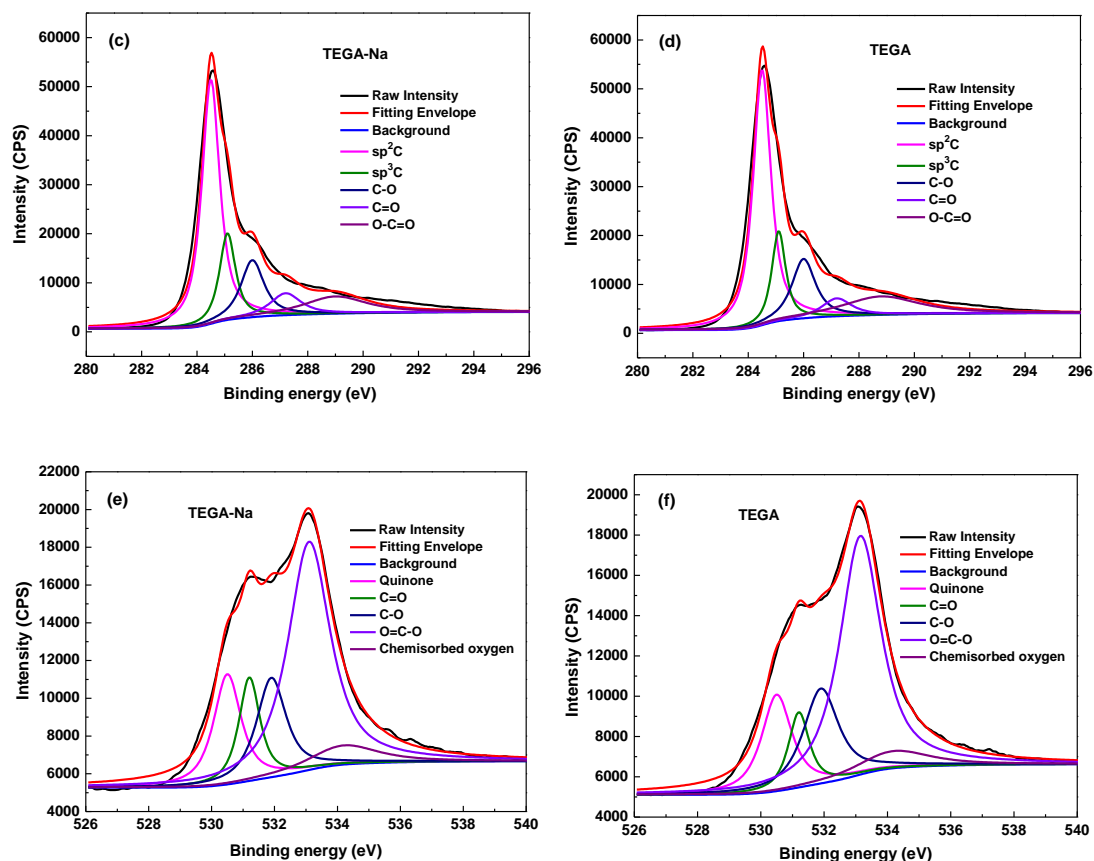 (c)
TEGA-Na
Raw Intensity
Fitting Envelope
Background
sp²C
sp³C
C-O
C=O
O-C=O
Intensity (CPS)
60000
50000
40000
30000
20000
10000
0
280 282 284 286 288 290 292 294 296
Binding energy (eV)
(d)
TEGA
Raw Intensity
Fitting Envelope
Background
sp²C
sp³C
C-O
C=O
O-C=O
Intensity (CPS)
60000
50000
40000
30000
20000
10000
0
280 282 284 286 288 290 292 294 296
Binding energy (eV)
(e)
TEGA-Na
Raw Intensity
Fitting Envelope
Background
Quinone
C=O
C-O
O=C-O
Chemisorbed oxygen
Intensity (CPS)
22000
20000
18000
16000
14000
12000
10000
8000
6000
4000
526 528 530 532 534 536 538 540
Binding energy (eV)
(f)
TEGA
Raw Intensity
Fitting Envelope
Background
Quinone
C=O
C-O
O=C-O
Chemisorbed oxygen
Intensity (CPS)
20000
18000
16000
14000
12000
10000
8000
6000
4000
526 528 530 532 534 536 538 540
Binding energy (eV)